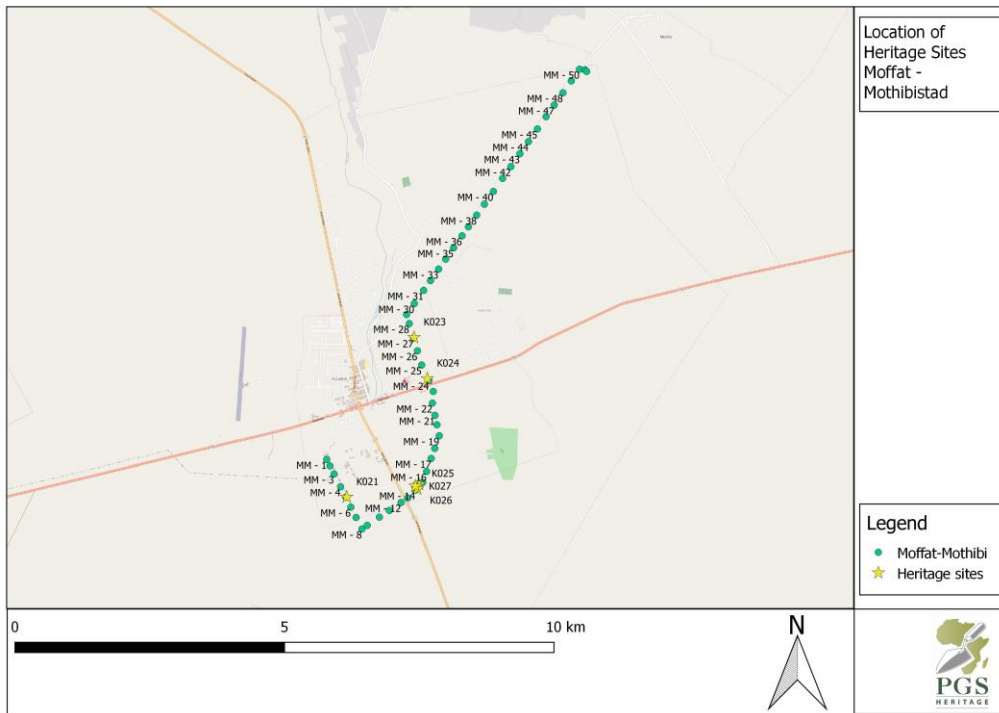 Location of
Heritage Sites
Moffat -
Mothibistad
MM - 50
MM - 48
MM - 47
MM - 45
MM - 44
MM - 43
MM - 42
MM - 40
MM - 38
MM - 36
MM - 35
MM - 33
MM - 31
MM - 30
K023
MM - 28
MM - 27
MM - 26
K024
MM - 25
MM - 24
MM - 22
MM - 21
MM - 19
MM - 17
MM - 1
K025
MM - 16
MM - 3
K021
K027
MM - 4
MM - 14
K026
MM - 6
MM - 12
MM - 8
Legend
Moffat-Mothibi
Heritage sites
0 5 10 km
N
PGS
HERITAGE